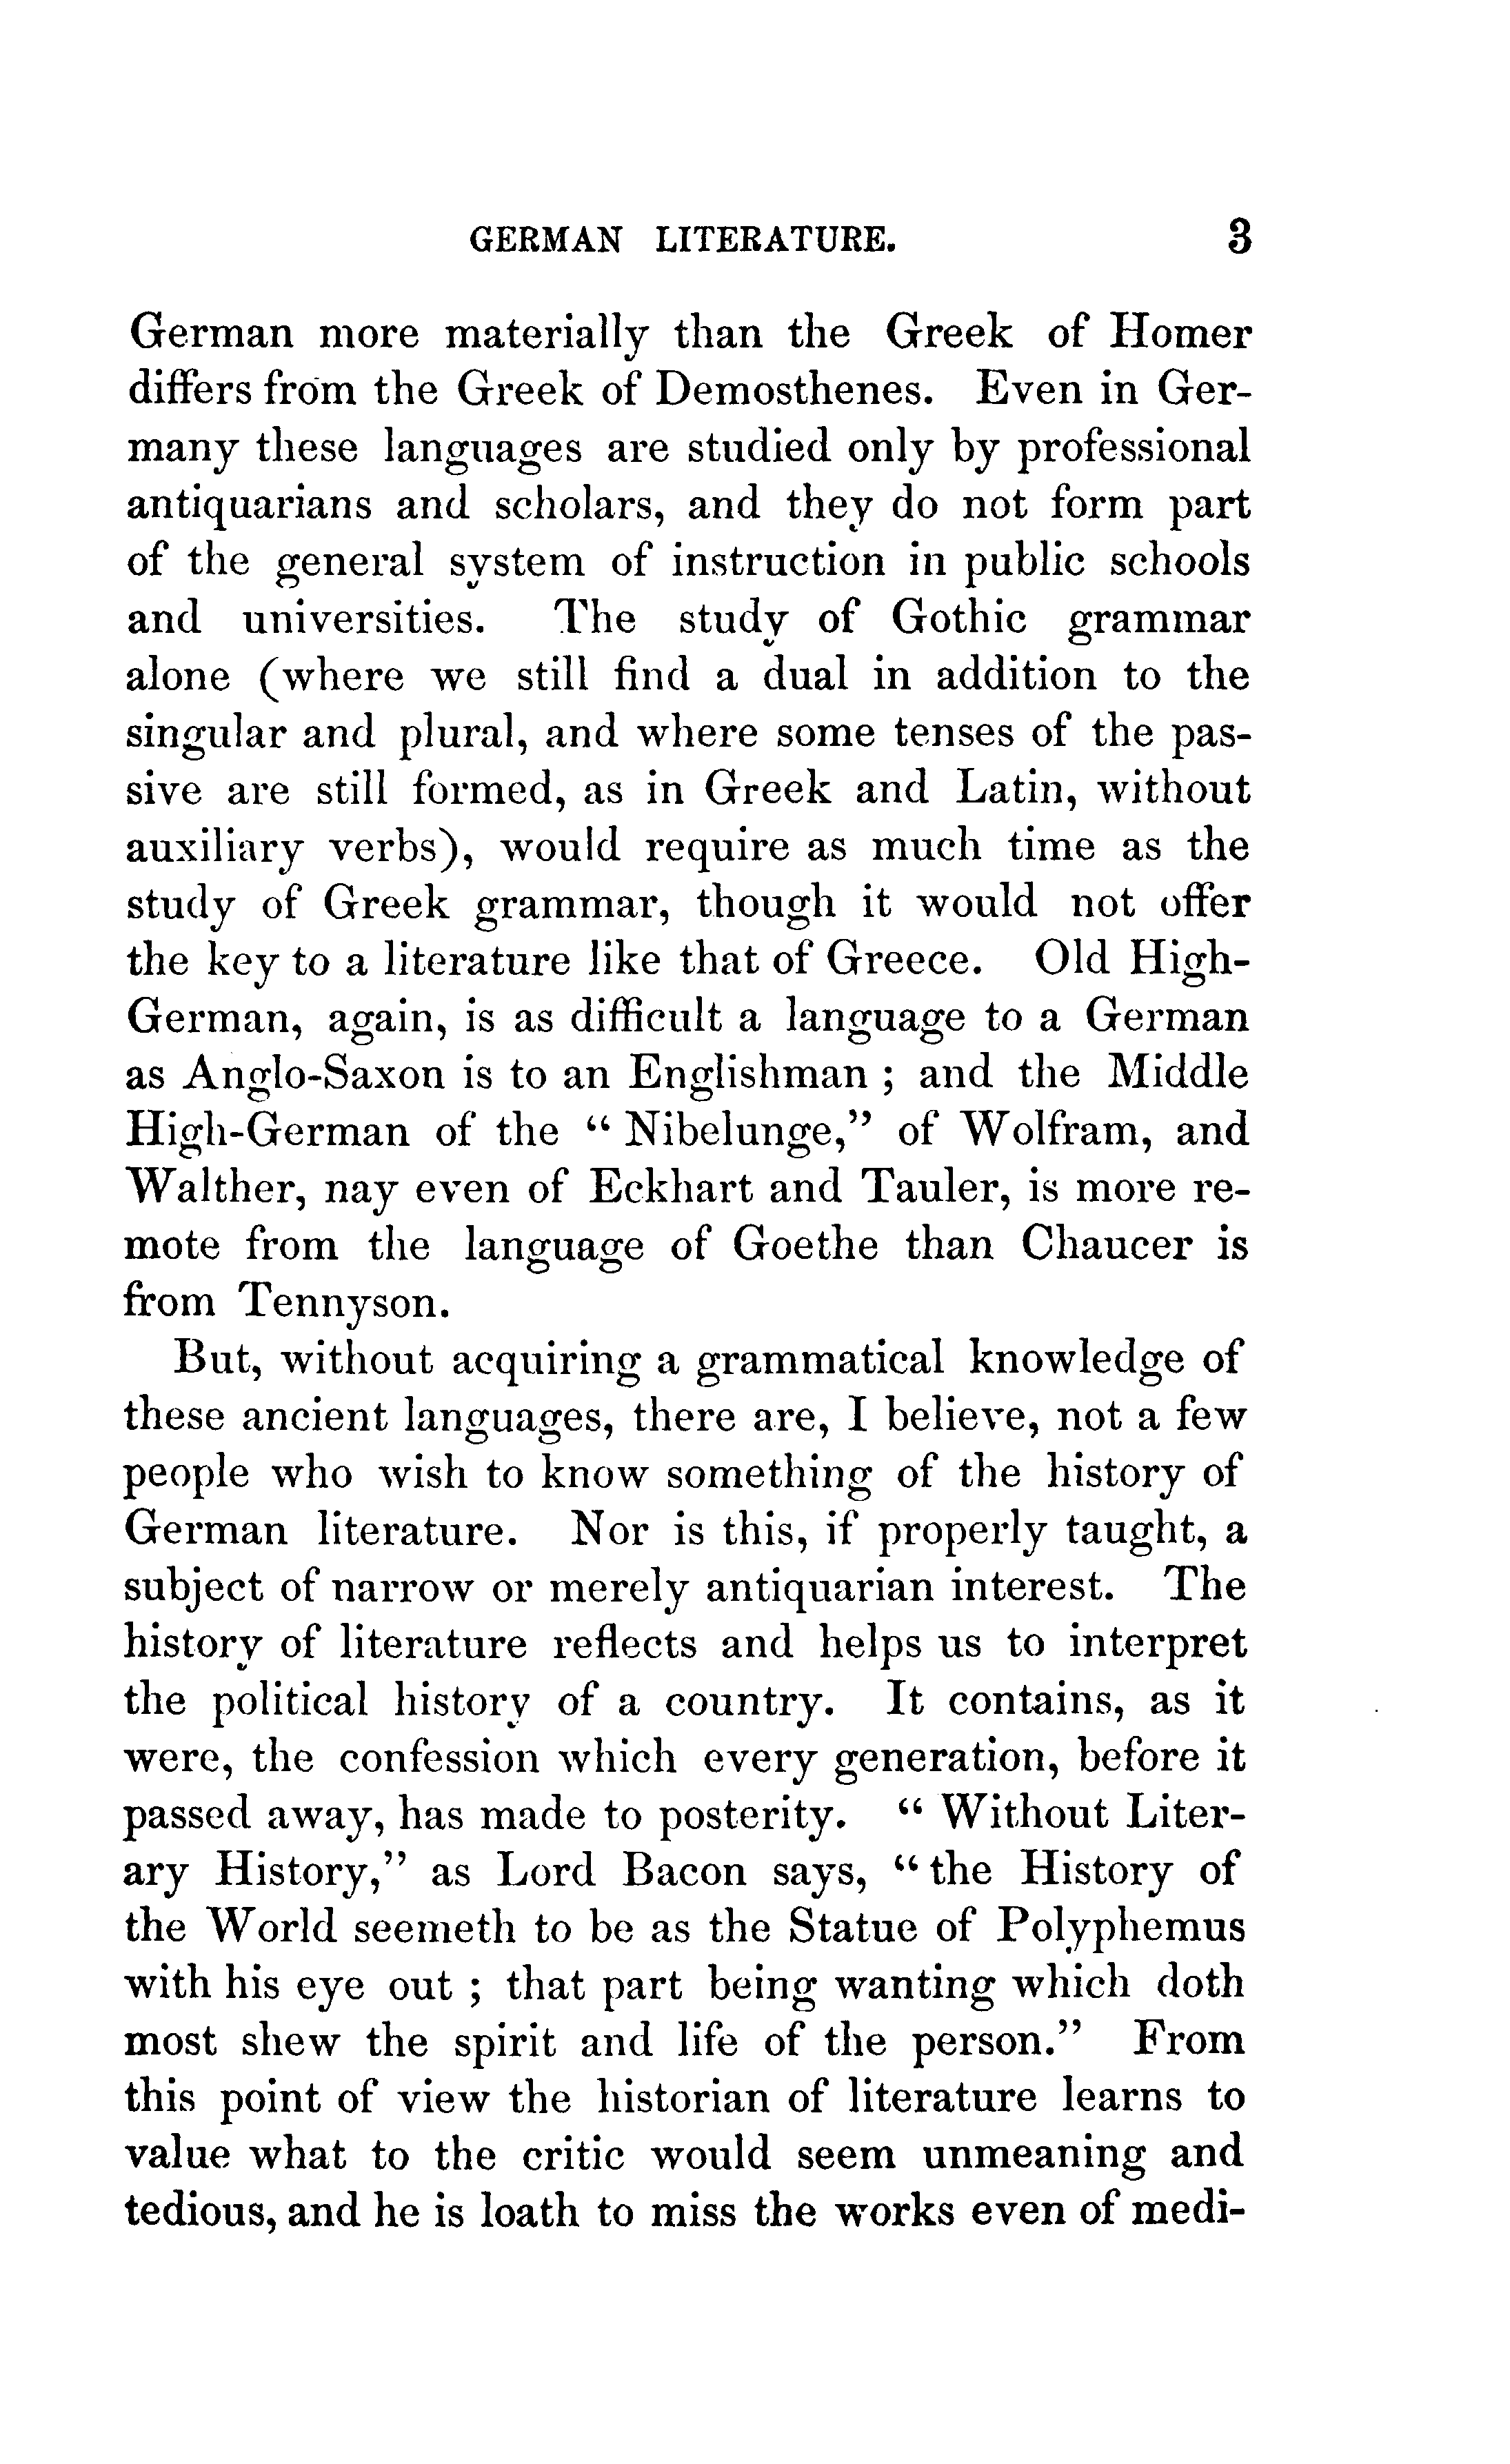 GERMAN LITERATURE. 3
German more materially than the Greek of Homer
differs from the Greek of Demosthenes. Even in Ger-
many these languages are studied only by professional
antiquarians and scholars, and they do not form part
of the general system of instruction in public schools
and universities. The study of Gothic grammar
alone (where we still find a dual in addition to the
singular and plural, and where some tenses of the pas-
sive are still formed, as in Greek and Latin, without
auxiliary verbs), would require as much time as the
study of Greek grammar, though it would not offer
the key to a literature like that of Greece. Old High-
German, again, is as difficult a language to a German
as Anglo-Saxon is to an Englishman ; and the Middle
High-German of the “ Nibelunge,” of Wolfram, and
Walther, nay even of Eckhart and Tauler, is more re-
mote from the language of Goethe than Chaucer is
from Tennyson.
But, without acquiring a grammatical knowledge of
these ancient languages, there are, I believe, not a few
people who wish to know something of the history of
German literature. Nor is this, if properly taught, a
subject of narrow or merely antiquarian interest. The
history of literature reflects and helps us to interpret
the political history of a country. It contains, as it
were, the confession which every generation, before it
passed away, has made to posterity. “ Without Liter-
ary History,” as Lord Bacon says, “ the History of
the World seemeth to be as the Statue of Polyphemus
with his eye out ; that part being wanting which doth
most shew the spirit and life of the person.” From
this point of view the historian of literature learns to
value what to the critic would seem unmeaning and
tedious, and he is loath to miss the works even of medi-